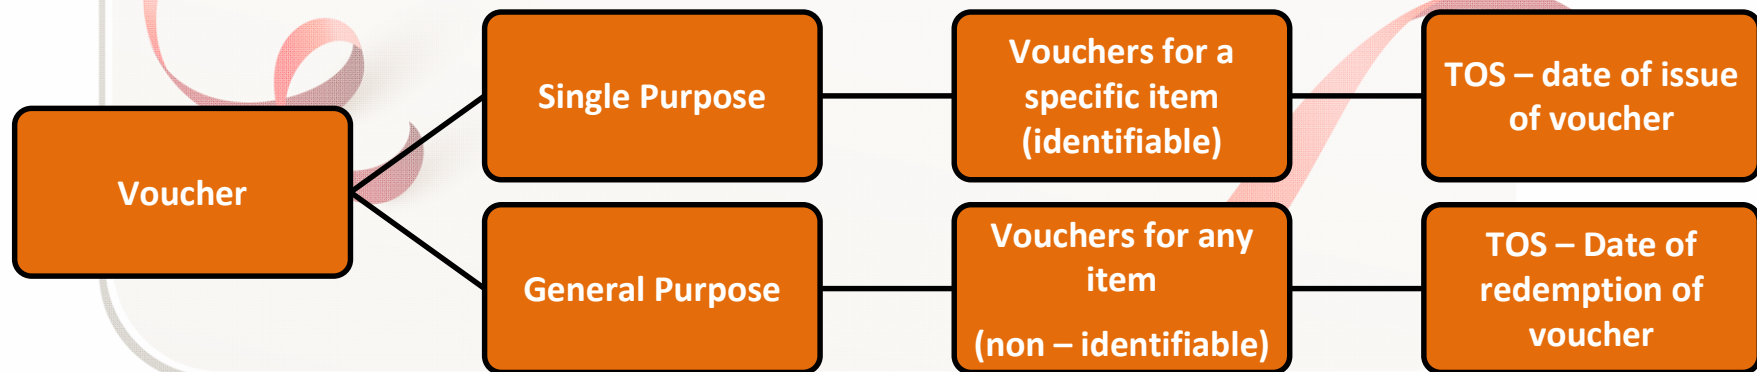 Voucher
Single Purpose
Vouchers for a
specific item
(identifiable)
TOS – date of issue
of voucher
General Purpose
Vouchers for any
item
(non – identifiable)
TOS – Date of
redemption of
voucher